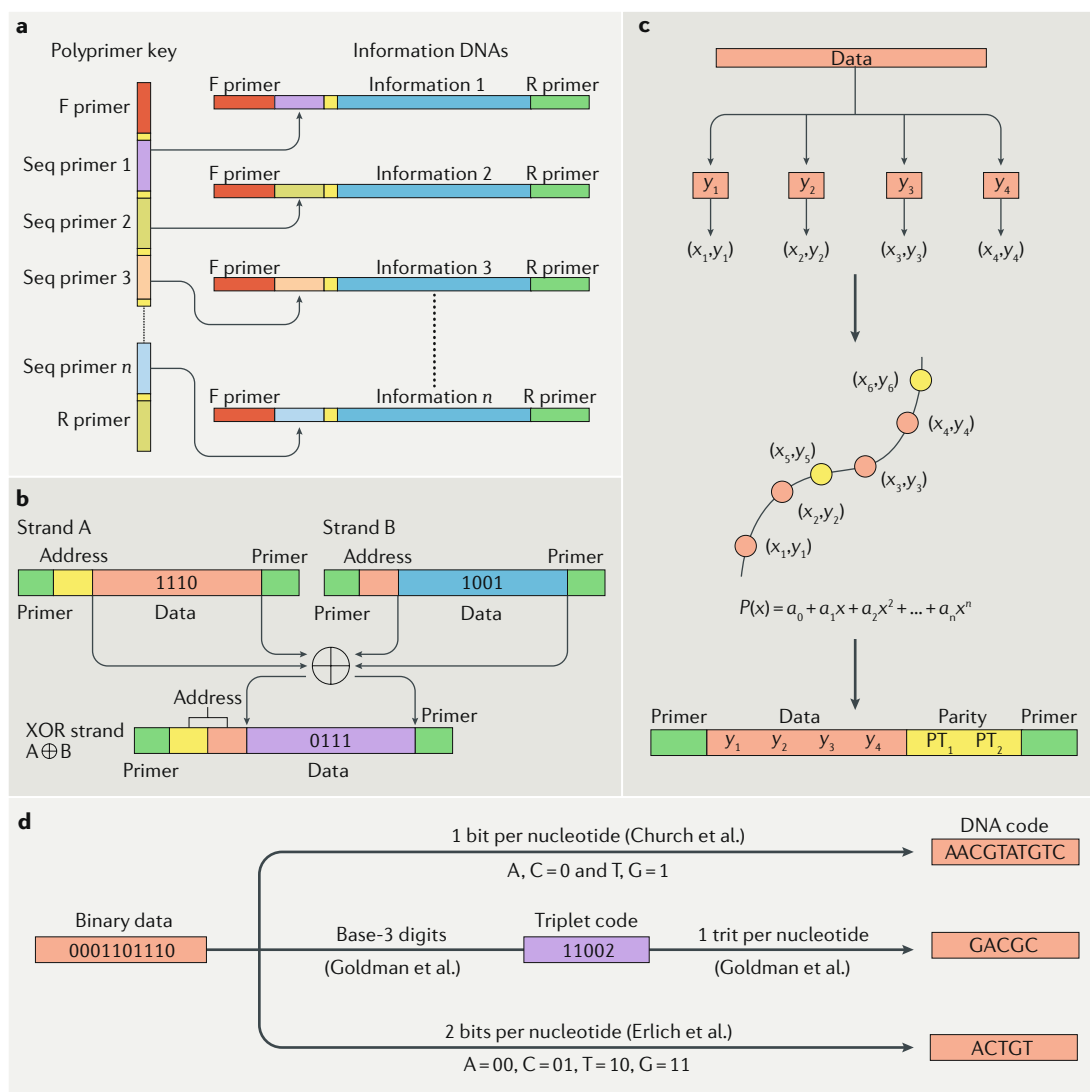 a
Polyprimer key
Information DNAs
F primer
Seq primer 1
Seq primer 2
Seq primer 3
Seq primer n
R primer
F primer Information 1 R primer
F primer Information 2 R primer
F primer Information 3 R primer
F primer Information n R primer
b
Strand A
Address Primer
1110
Primer Data
Strand B
Address Primer
1001
Primer Data
Address
XOR strand
A⊕B
Primer
0111
Primer Data
c
Data
y₁ y₂ y₃ y₄
(x₁,y₁) (x₂,y₂) (x₃,y₃) (x₄,y₄)
(x₆,y₆)
(x₄,y₄)
(x₅,y₅)
(x₃,y₃)
(x₂,y₂)
(x₁,y₁)
P(x) = a₀ + a₁x + a₂x² + ... + aₙxⁿ
Primer Data Parity Primer
y₁ y₂ y₃ y₄ PT₁ PT₂
d
1 bit per nucleotide (Church et al.)
A, C = 0 and T, G = 1
DNA code
AACGTATGTC
Binary data
0001101110
Base-3 digits
(Goldman et al.)
Triplet code
11002
1 trit per nucleotide
(Goldman et al.)
GACGC
2 bits per nucleotide (Erlich et al.)
A = 00, C = 01, T = 10, G = 11
ACTGT